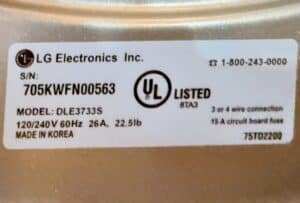 LG Electronics Inc. ☎ 1-800-243-0000
S/N:
705KWFN00563
UL LISTED
8TA3
MODEL: DLE3733S
3 or 4 wire connection
120/240V 60Hz 26A, 22.5lb
15-A circuit board fuse
MADE IN KOREA
75TD2200